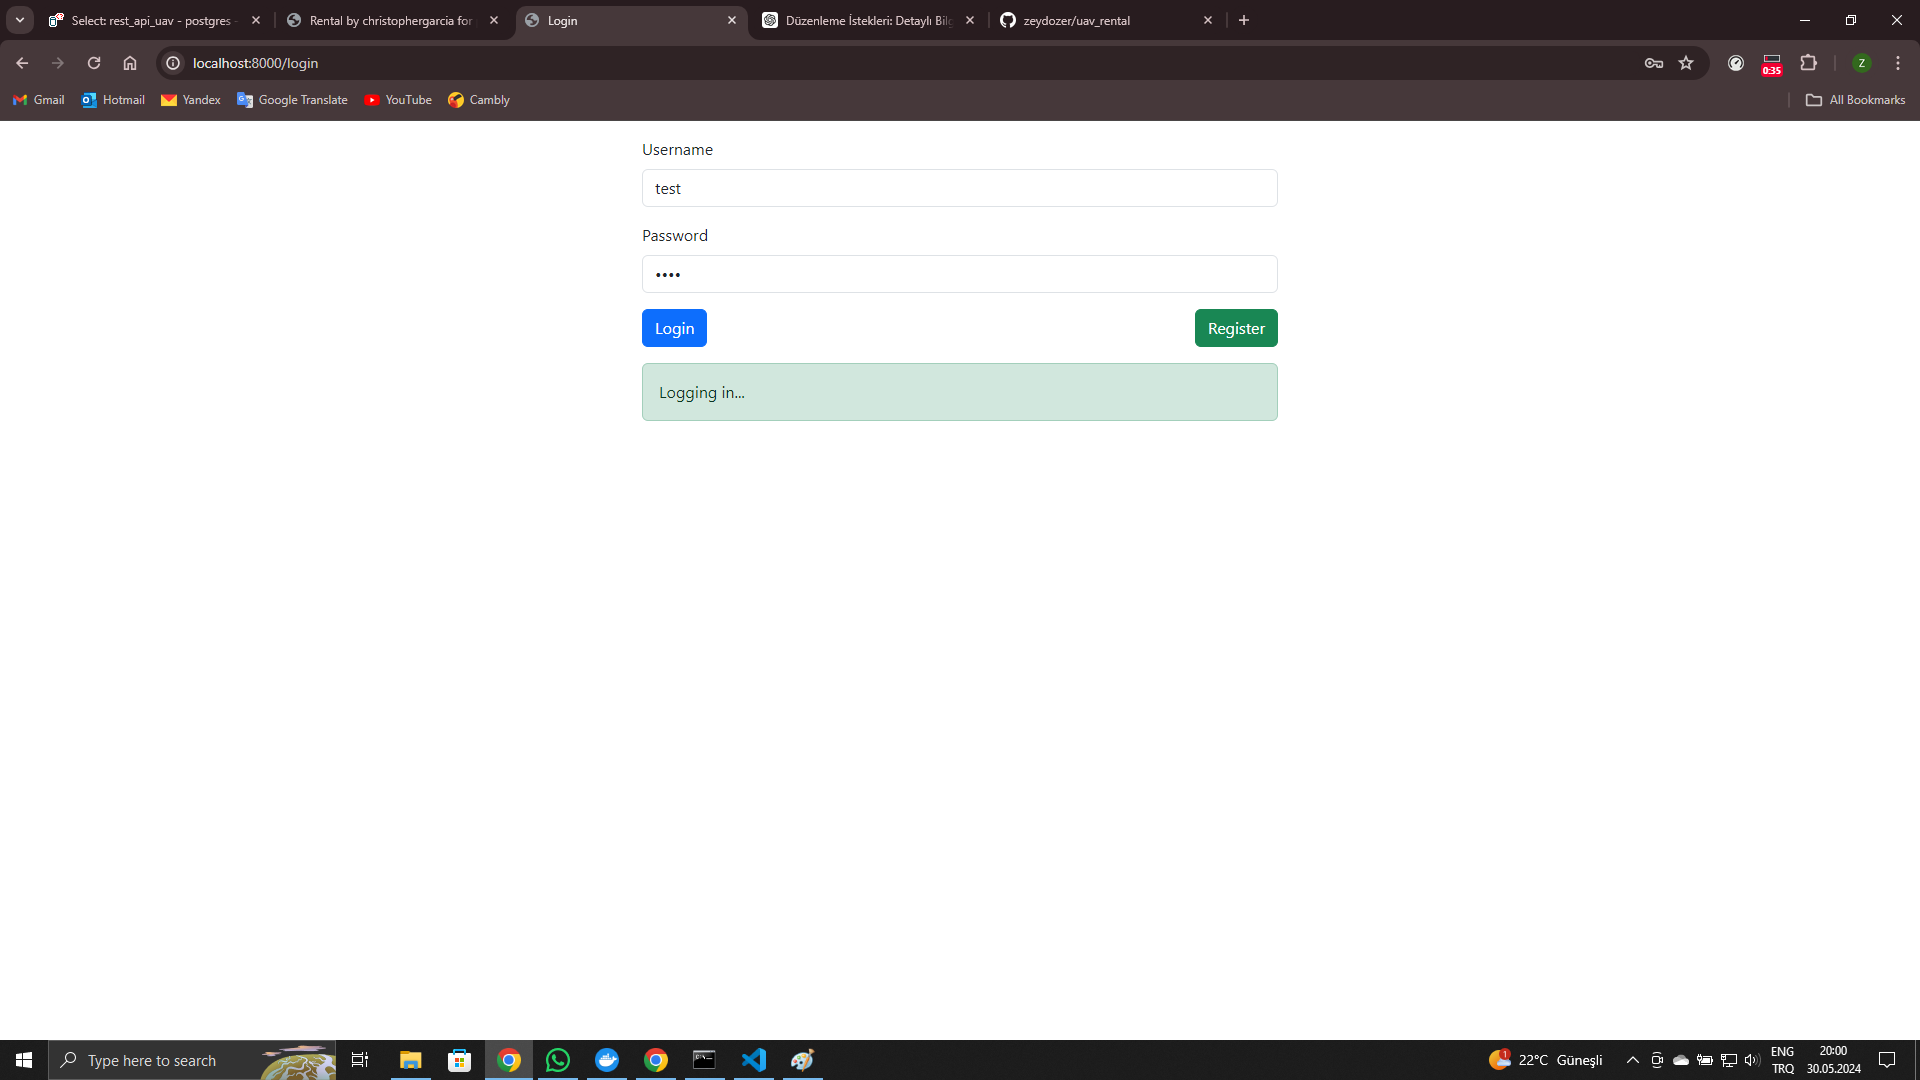 Select: rest_api_uav - postgres -
Rental by christophergarcia for
Login
Düzenleme İstekleri: Detaylı Bilg
zeydozer/uav_rental
localhost:8000/login
0:35
Z
Gmail
Hotmail
Yandex
Google Translate
YouTube
Cambly
All Bookmarks
Username
test
Password
••••
Login
Register
Logging in...
Type here to search
1
22°C Güneşli
ENG
TRQ
20:00
30.05.2024